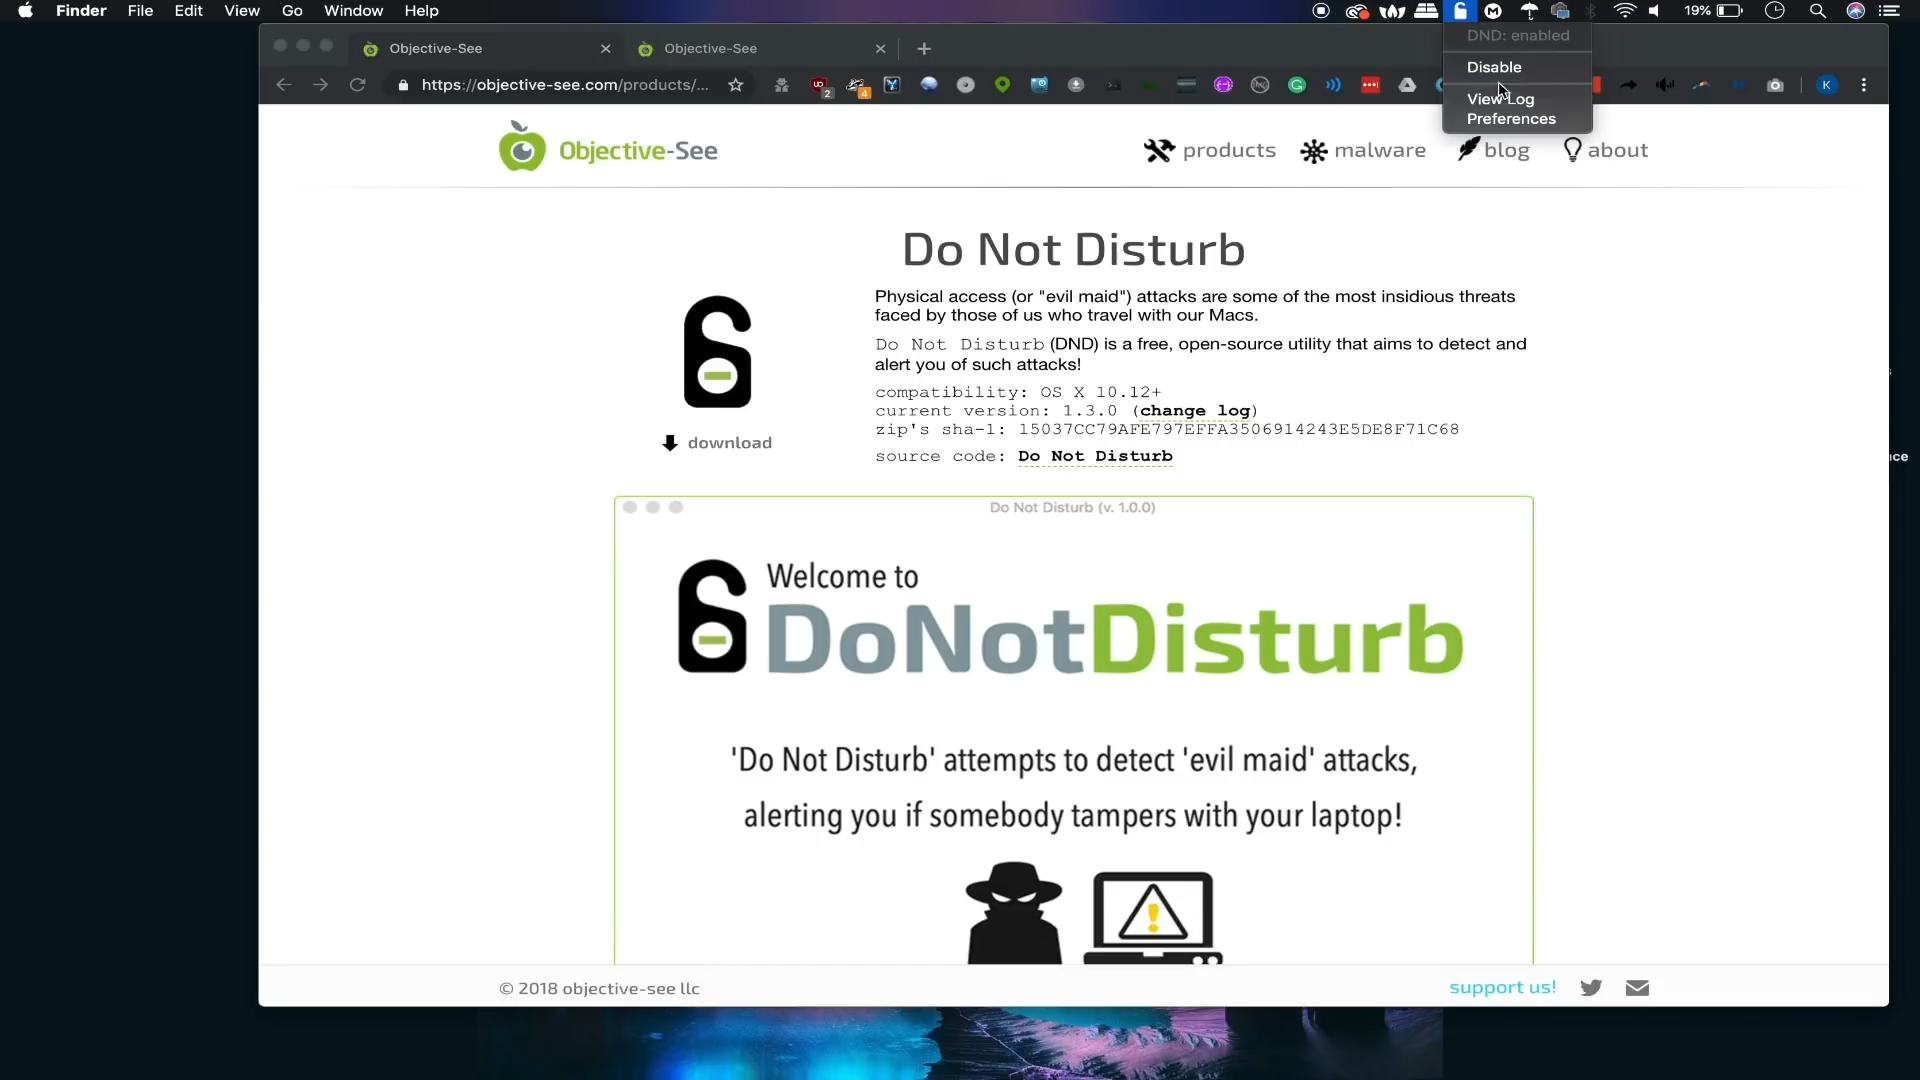 Finder File Edit View Go Window Help 19%
DND: enabled
Disable
View Log
Preferences
Objective-See Objective-See
https://objective-see.com/products/...
2 4 K
Objective-See products malware blog about
Do Not Disturb
Physical access (or "evil maid") attacks are some of the most insidious threats
faced by those of us who travel with our Macs.
Do Not Disturb (DND) is a free, open-source utility that aims to detect and
alert you of such attacks!
compatibility: OS X 10.12+
current version: 1.3.0 (change log)
zip's sha-1: 15037CC79AFE797EFFA3506914243E5DE8F71C68
source code: Do Not Disturb
download
Do Not Disturb (v. 1.0.0)
Welcome to
DoNotDisturb
'Do Not Disturb' attempts to detect 'evil maid' attacks,
alerting you if somebody tampers with your laptop!
© 2018 objective-see llc support us!